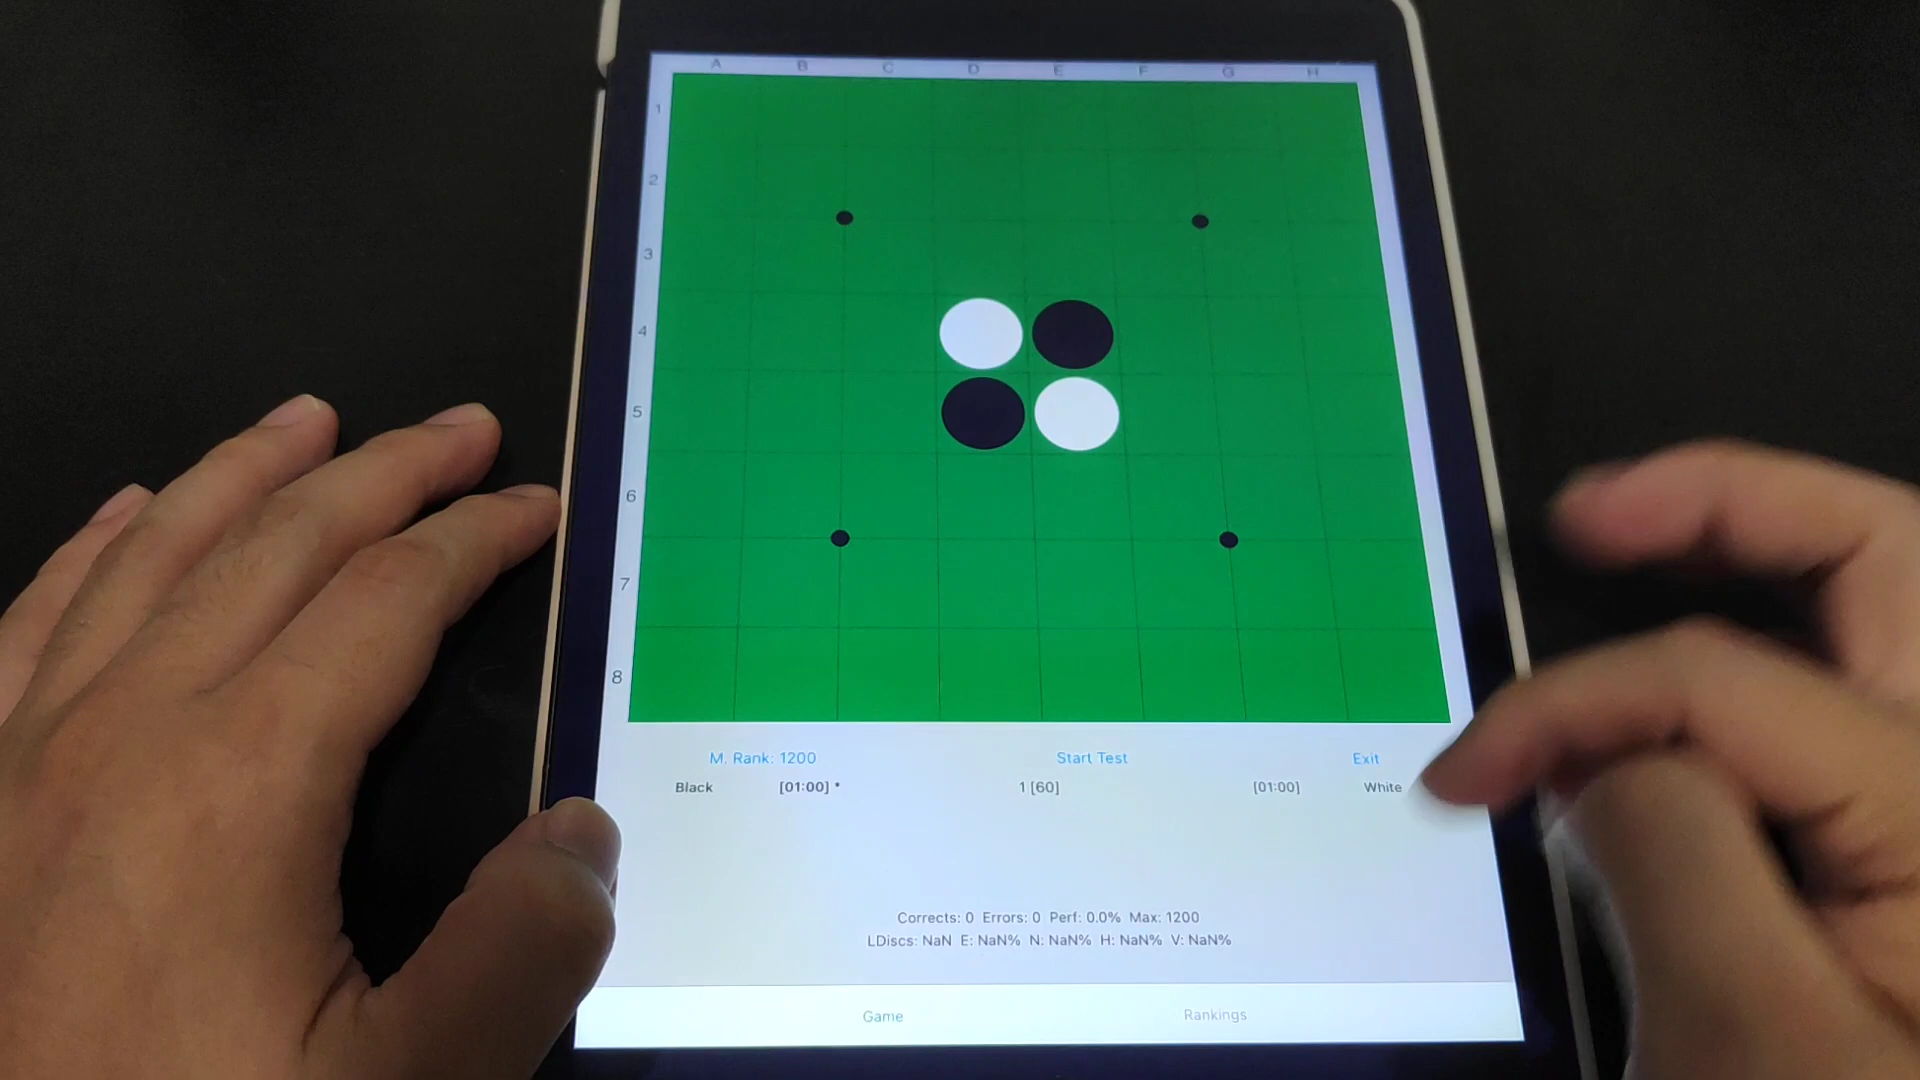 A B C D E F G H
1
2
3
4
5
6
7
8
M. Rank: 1200 Start Test Exit
Black [01:00] * 1 [60] [01:00] White
Corrects: 0 Errors: 0 Perf: 0.0% Max: 1200
LDiscs: NaN E: NaN% N: NaN% H: NaN% V: NaN%
Game Rankings